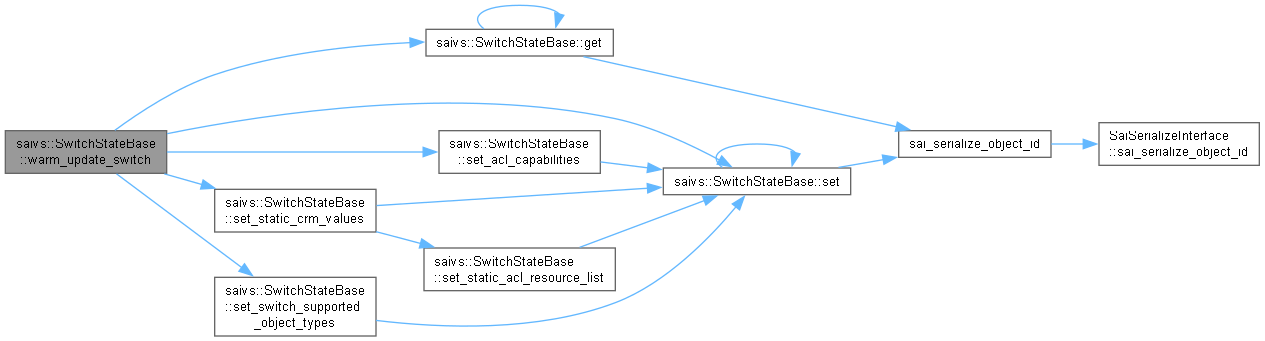 saivs::SwitchStateBase
::warm_update_switch
saivs::SwitchStateBase::get
saivs::SwitchStateBase
::set_acl_capabilities
saivs::SwitchStateBase
::set_static_crm_values
saivs::SwitchStateBase
::set_static_acl_resource_list
saivs::SwitchStateBase
::set_switch_supported
_object_types
saivs::SwitchStateBase::set
sai_serialize_object_id
SaiSerializeInterface
::sai_serialize_object_id